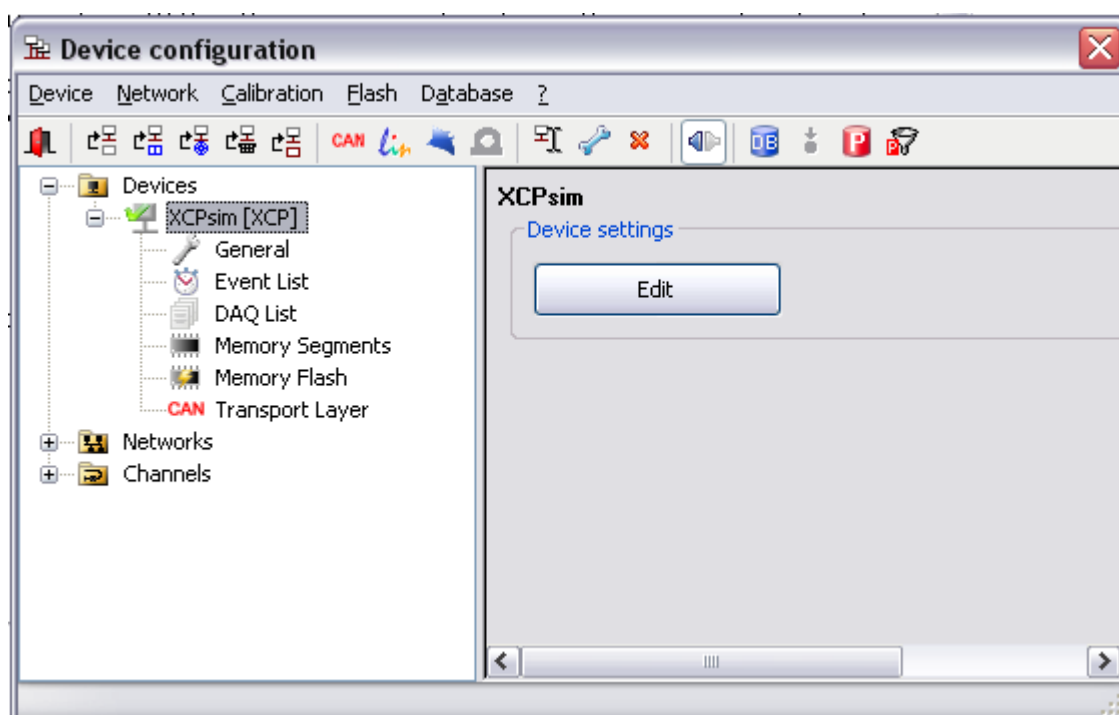 Device configuration
Device Network Calibration Flash Database ?
CAN Lin DB P P
Devices
XCPsim [XCP]
General
Event List
DAQ List
Memory Segments
Memory Flash
CAN Transport Layer
Networks
Channels
XCPsim
Device settings
Edit